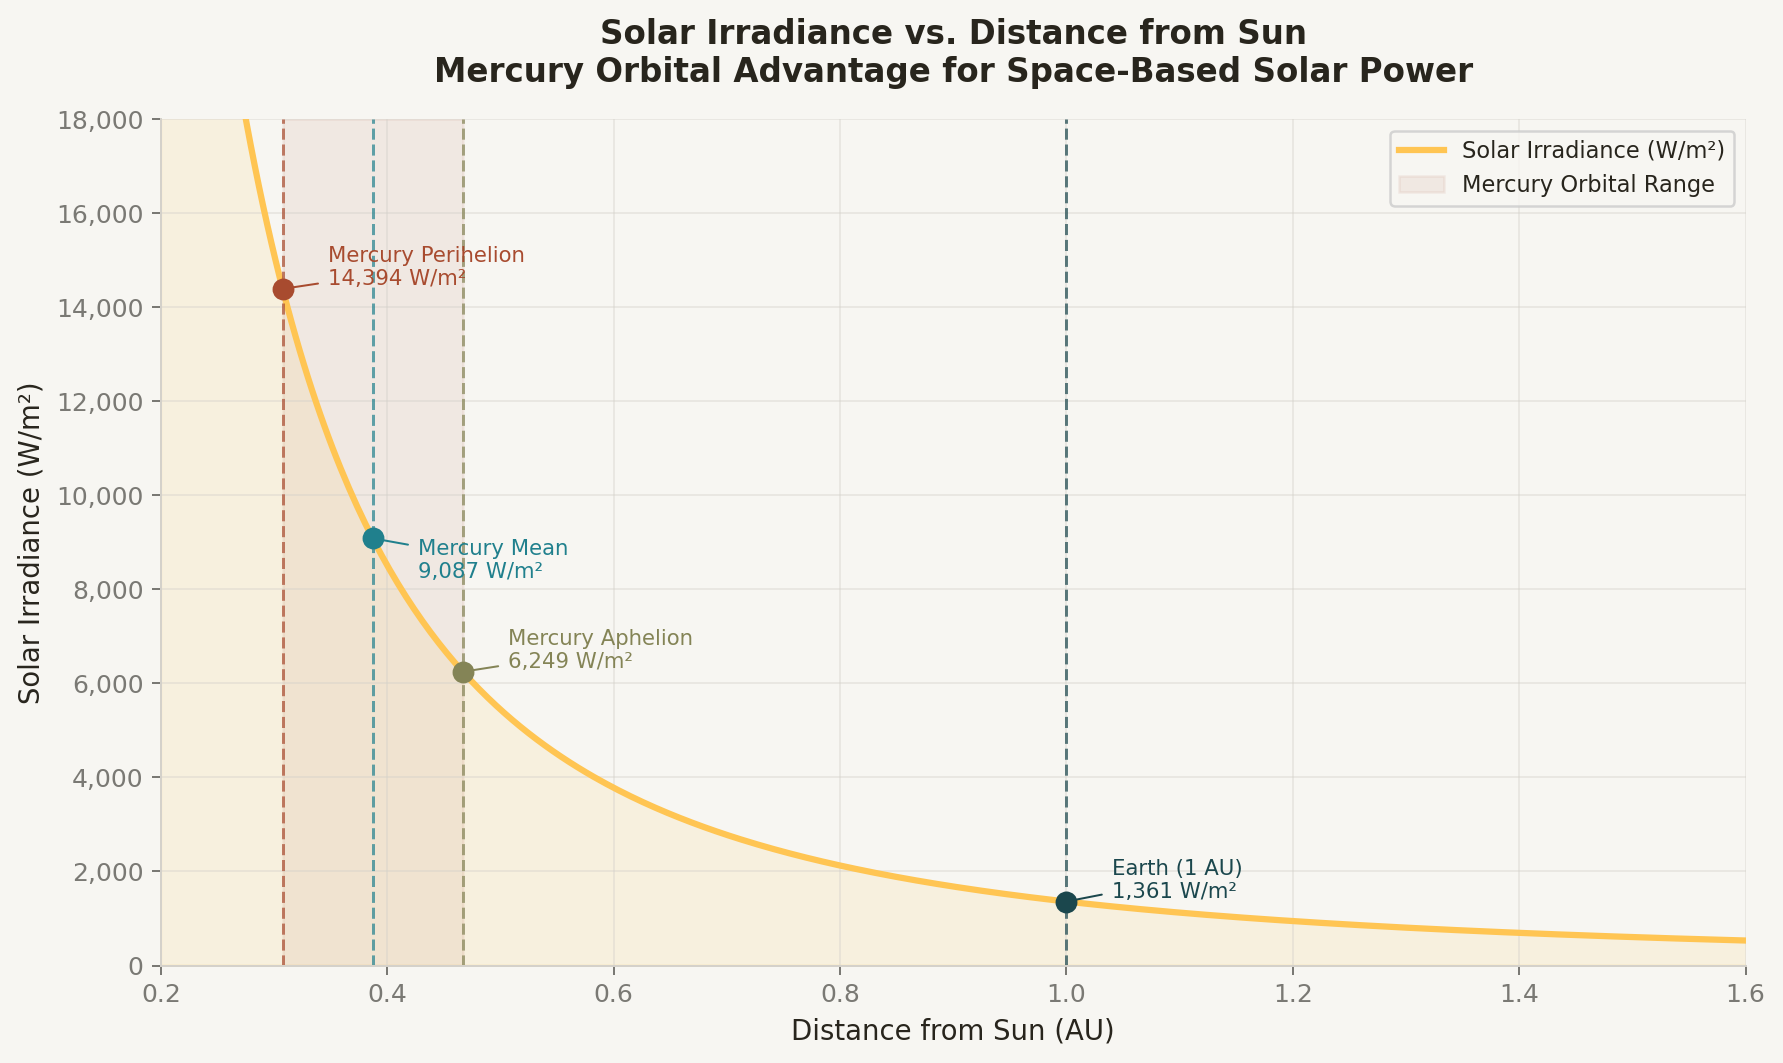 Solar Irradiance vs. Distance from Sun
Mercury Orbital Advantage for Space-Based Solar Power
Solar Irradiance (W/m²)
18,000
16,000
14,000
12,000
10,000
8,000
6,000
4,000
2,000
0
Solar Irradiance (W/m²)
Mercury Orbital Range
Mercury Perihelion
14,394 W/m²
Mercury Mean
9,087 W/m²
Mercury Aphelion
6,249 W/m²
Earth (1 AU)
1,361 W/m²
0.2
0.4
0.6
0.8
1.0
1.2
1.4
1.6
Distance from Sun (AU)